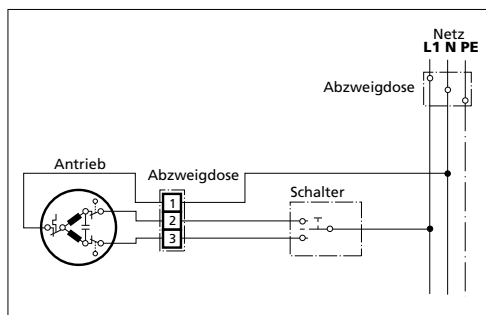 Netz
L1 N PE
Abzweigdose
Antrieb
Abzweigdose
Schalter
1
2
3